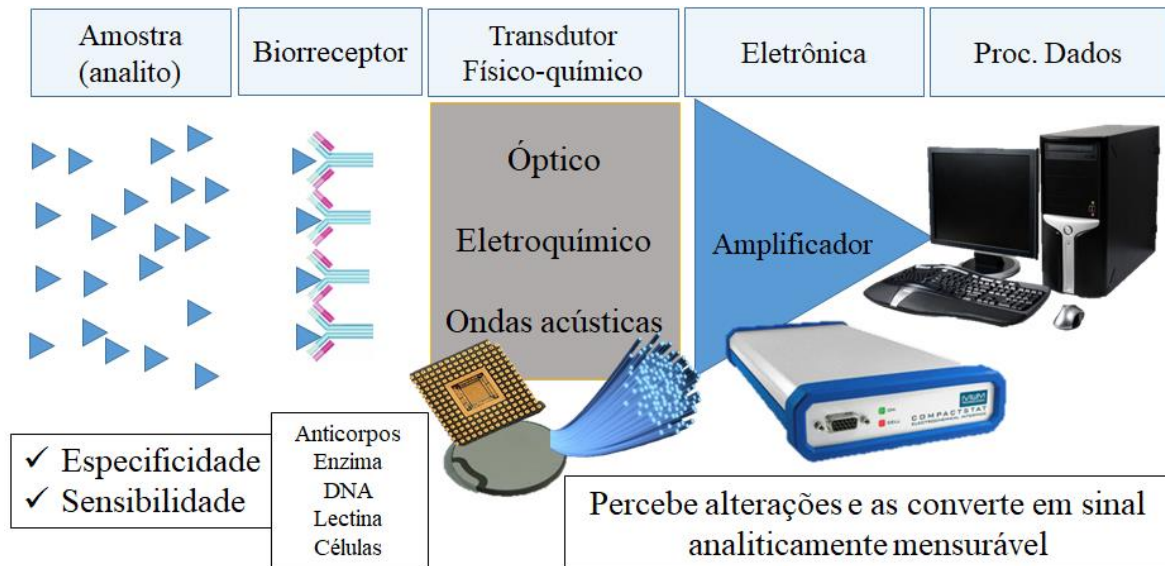 Amostra
(analito)
Biorreceptor
Transdutor
Físico-químico
Eletrônica
Proc. Dados
Óptico
Eletroquímico
Ondas acústicas
Amplificador
COMPACTSTAT
✓ Especificidade
✓ Sensibilidade
Anticorpos
Enzima
DNA
Lectina
Células
Percebe alterações e as converte em sinal
analiticamente mensurável